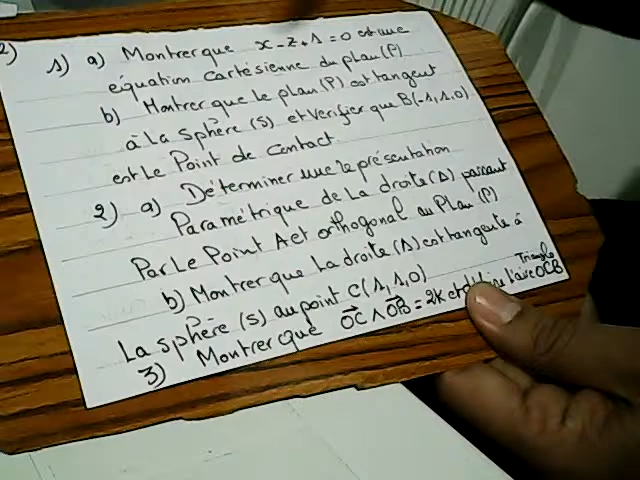 2) 1) a) Montrer que x - z + 1 = 0 est une
équation cartésienne du plan (P)
b) Montrer que le plan (P) est tangent
à la sphère (S) et vérifier que B(-1,1,0)
est le Point de contact.
2) a) Déterminer une représentation
Paramétrique de La droite (Δ) passant
Par Le Point A et orthogonal au Plan (P)
b) Montrer que La droite (Δ) est tangente à
La sphère (S) au point C(1,1,0)
3) Montrer que OC ∧ OB = 2k et l'aire Triangle OCB